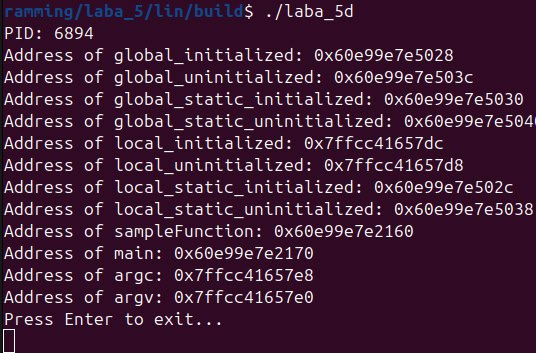 ramming/laba_5/lin/build$ ./laba_5d
PID: 6894
Address of global_initialized: 0x60e99e7e5028
Address of global_uninitialized: 0x60e99e7e503c
Address of global_static_initialized: 0x60e99e7e5030
Address of global_static_uninitialized: 0x60e99e7e5040
Address of local_initialized: 0x7ffcc41657dc
Address of local_uninitialized: 0x7ffcc41657d8
Address of local_static_initialized: 0x60e99e7e502c
Address of local_static_uninitialized: 0x60e99e7e5038
Address of sampleFunction: 0x60e99e7e2160
Address of main: 0x60e99e7e2170
Address of argc: 0x7ffcc41657e8
Address of argv: 0x7ffcc41657e0
Press Enter to exit...